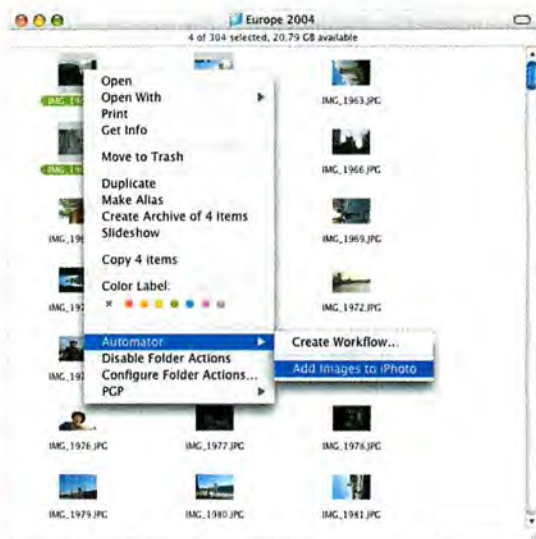 Europe 2004
4 of 304 selected, 20.79 GB available
IMG_1963.JPG
IMG_1966.JPG
IMG_1969.JPG
IMG_1972.JPG
Open
Open With
Print
Get Info
Move to Trash
Duplicate
Make Alias
Create Archive of 4 Items
Slideshow
Copy 4 items
Color Label:
Automator
Disable Folder Actions
Configure Folder Actions...
PGP
Create Workflow...
Add Images to iPhoto
IMG_1976.JPG
IMG_1977.JPG
IMG_1978.JPG
IMG_1979.JPG
IMG_1980.JPG
IMG_1981.JPG